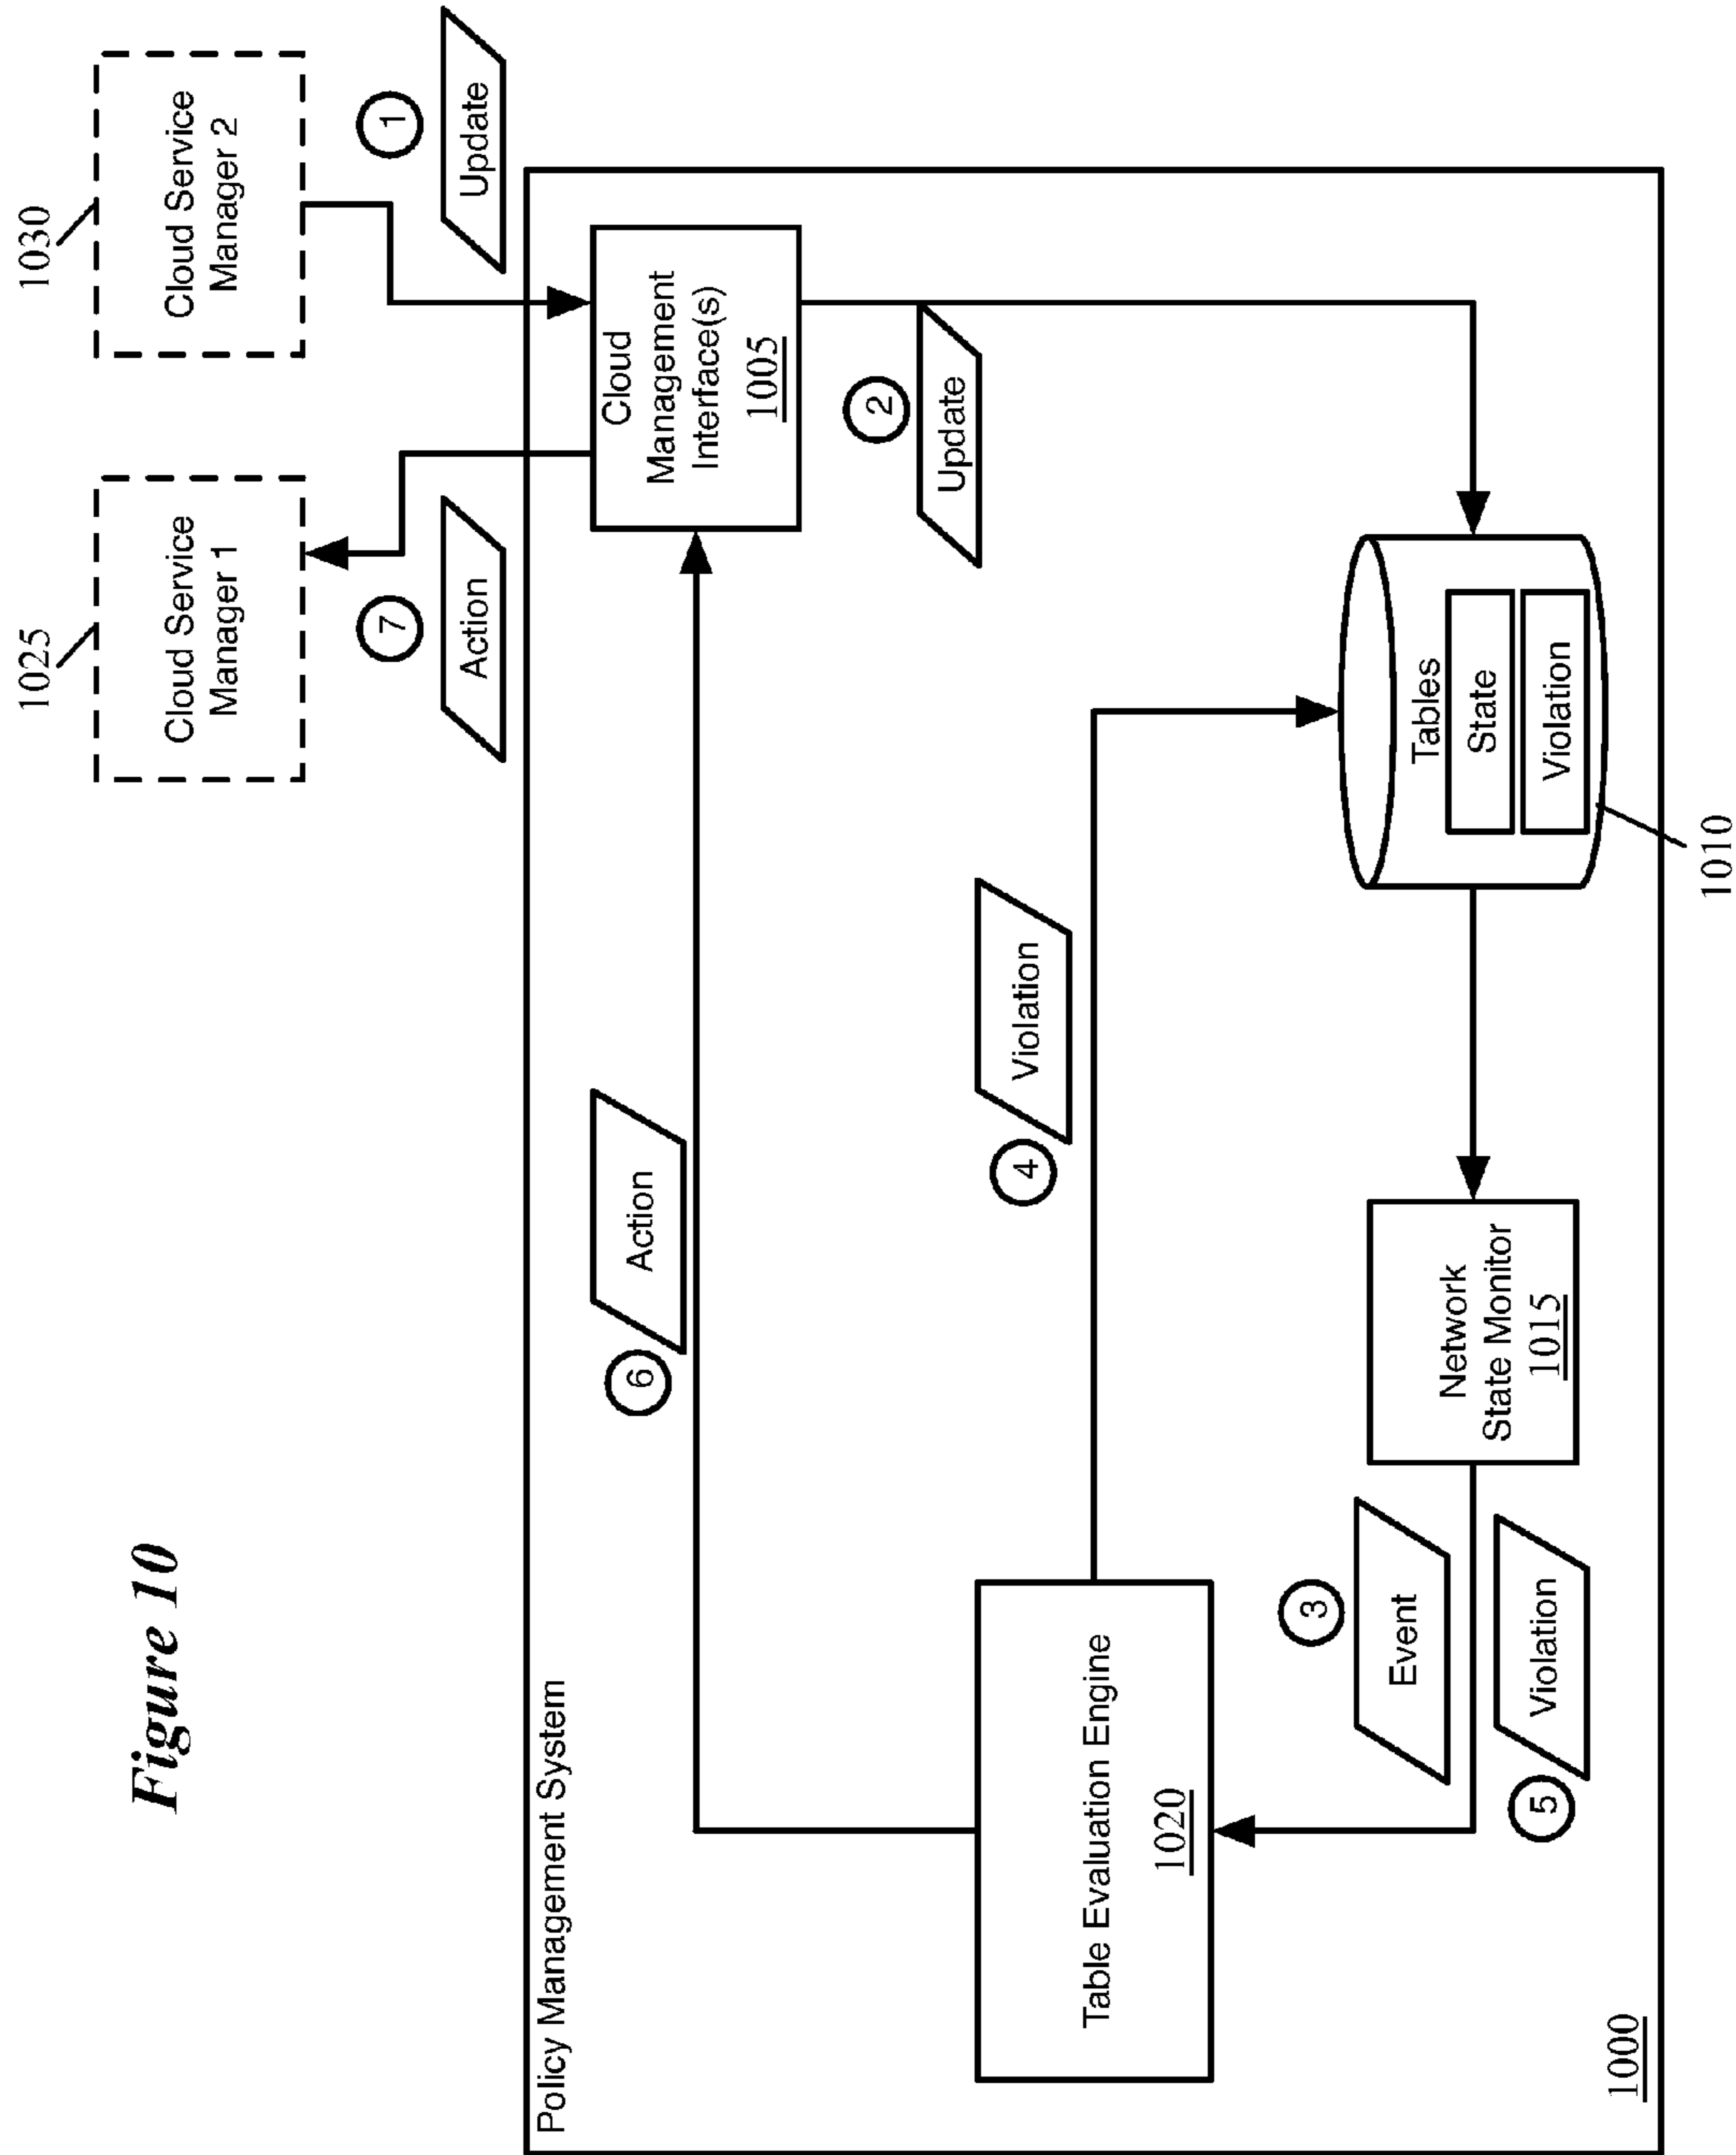 Figure 10
1025
1030
Cloud Service
Manager 1
Cloud Service
Manager 2
7
Action
1
Update
Policy Management System
6
Action
Cloud
Management
Interface(s)
1005
2
Update
Table Evaluation Engine
1020
4
Violation
3
Event
5
Violation
Network
State Monitor
1015
Tables
State
Violation
1010
1000